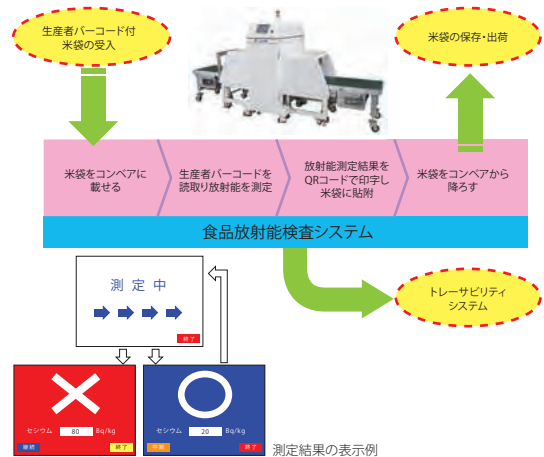 生産者バーコード付
米袋の受入
米袋の保存・出荷
米袋をコンベアに
載せる
生産者バーコードを
読取り放射能を測定
放射能測定結果を
QRコードで印字し
米袋に貼附
米袋をコンベアから
降ろす
食品放射能検査システム
トレーサビリティ
システム
測定中
終了
セシウム 80 Bq/kg
継続 終了
セシウム 20 Bq/kg
中断 終了
測定結果の表示例